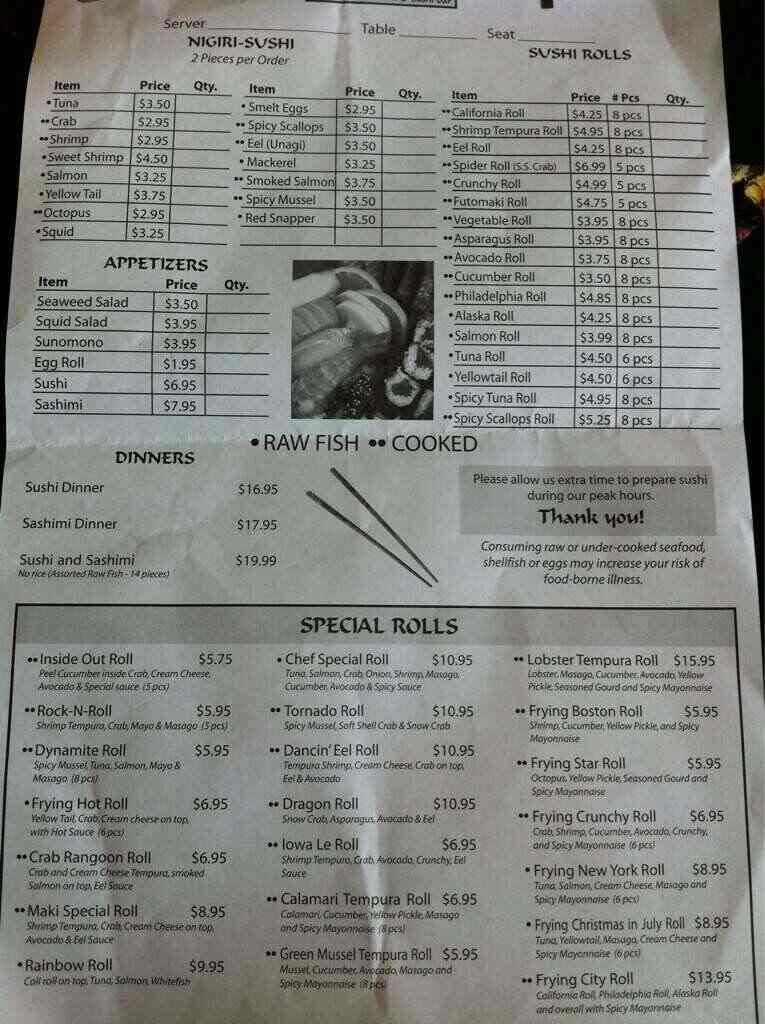 Server
Table
Seat
NIGIRI-SUSHI
2 Pieces per Order
Item Price Qty.
•Tuna $3.50
••Crab $2.95
••Shrimp $2.95
•Sweet Shrimp $4.50
•Salmon $3.25
•Yellow Tail $3.75
••Octopus $2.95
•Squid $3.25
Item Price Qty.
•Smelt Eggs $2.95
••Spicy Scallops $3.50
••Eel (Unagi) $3.50
•Mackerel $3.25
••Smoked Salmon $3.75
••Spicy Mussel $3.50
•Red Snapper $3.50
SUSHI ROLLS
Item Price # Pcs Qty.
••California Roll $4.25 8 pcs
••Shrimp Tempura Roll $4.95 8 pcs
••Eel Roll $4.25 8 pcs
••Spider Roll (S.S. Crab) $6.99 5 pcs
••Crunchy Roll $4.99 5 pcs
••Futomaki Roll $4.75 5 pcs
••Vegetable Roll $3.95 8 pcs
••Asparagus Roll $3.95 8 pcs
••Avocado Roll $3.75 8 pcs
••Cucumber Roll $3.50 8 pcs
••Philadelphia Roll $4.85 8 pcs
•Alaska Roll $4.25 8 pcs
•Salmon Roll $3.99 8 pcs
•Tuna Roll $4.50 6 pcs
•Yellowtail Roll $4.50 6 pcs
•Spicy Tuna Roll $4.95 8 pcs
••Spicy Scallops Roll $5.25 8 pcs
APPETIZERS
Item Price Qty.
Seaweed Salad $3.50
Squid Salad $3.95
Sunomono $3.95
Egg Roll $1.95
Sushi $6.95
Sashimi $7.95
•RAW FISH ••COOKED
DINNERS
Sushi Dinner $16.95
Sashimi Dinner $17.95
Sushi and Sashimi $19.99
No rice (Assorted Raw Fish - 14 pieces)
Please allow us extra time to prepare sushi
during our peak hours.
Thank you!
Consuming raw or under-cooked seafood,
shellfish or eggs may increase your risk of
food-borne illness.
SPECIAL ROLLS
••Inside Out Roll $5.75
Peel Cucumber inside Crab, Cream Cheese,
Avocado & Special sauce (5 pcs)
••Rock-N-Roll $5.95
Shrimp Tempura, Crab, Mayo & Masago (5 pcs)
••Dynamite Roll $5.95
Spicy Mussel, Tuna, Salmon, Mayo &
Masago (8 pcs)
•Frying Hot Roll $6.95
Yellow Tail, Crab, Cream cheese on top,
with Hot Sauce (6 pcs)
••Crab Rangoon Roll $6.95
Crab and Cream Cheese Tempura, smoked
Salmon on top, Eel Sauce
••Maki Special Roll $8.95
Shrimp Tempura, Crab, Cream Cheese on top,
Avocado & Eel Sauce
•Rainbow Roll $9.95
Cali roll on top, Tuna, Salmon, Whitefish
•Chef Special Roll $10.95
Tuna, Salmon, Crab, Onion, Shrimp, Masago,
Cucumber, Avocado & Spicy Sauce
••Tornado Roll $10.95
Spicy Mussel, Soft Shell Crab & Snow Crab
••Dancin' Eel Roll $10.95
Tempura Shrimp, Cream Cheese, Crab on top,
Eel & Avocado
••Dragon Roll $10.95
Snow Crab, Asparagus, Avocado & Eel
••Iowa Le Roll $6.95
Shrimp Tempura, Crab, Avocado, Crunchy, Eel
Sauce
••Calamari Tempura Roll $6.95
Calamari, Cucumber, Yellow Pickle, Masago
and Spicy Mayonnaise (8 pcs)
••Green Mussel Tempura Roll $5.95
Mussel, Cucumber, Avocado, Masago and
Spicy Mayonnaise (8 pcs)
••Lobster Tempura Roll $15.95
Lobster, Masago, Cucumber, Avocado, Yellow
Pickle, Seasoned Gourd and Spicy Mayonnaise
••Frying Boston Roll $5.95
Shrimp, Cucumber, Yellow Pickle, and Spicy
Mayonnaise
••Frying Star Roll $5.95
Octopus, Yellow Pickle, Seasoned Gourd and
Spicy Mayonnaise
••Frying Crunchy Roll $6.95
Crab, Shrimp, Cucumber, Avocado, Crunchy,
and Spicy Mayonnaise (6 pcs)
•Frying New York Roll $8.95
Tuna, Salmon, Cream Cheese, Masago and
Spicy Mayonnaise (6 pcs)
•Frying Christmas in July Roll $8.95
Tuna, Yellowtail, Masago, Cream Cheese and
Spicy Mayonnaise (6 pcs)
••Frying City Roll $13.95
California Roll, Philadelphia Roll, Alaska Roll
and overall with Spicy Mayonnaise